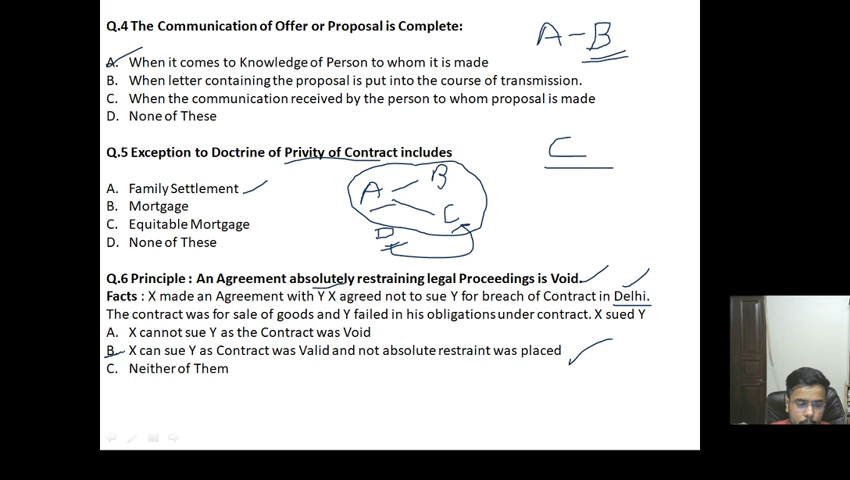 Q.4 The Communication of Offer or Proposal is Complete:
A - B
A. When it comes to Knowledge of Person to whom it is made
B. When letter containing the proposal is put into the course of transmission.
C. When the communication received by the person to whom proposal is made
D. None of These
C
Q.5 Exception to Doctrine of Privity of Contract includes
A. Family Settlement
B. Mortgage
C. Equitable Mortgage
D. None of These
A B
C
D
Q.6 Principle : An Agreement absolutely restraining legal Proceedings is Void.
Facts : X made an Agreement with Y X agreed not to sue Y for breach of Contract in Delhi.
The contract was for sale of goods and Y failed in his obligations under contract. X sued Y
A. X cannot sue Y as the Contract was Void
B. X can sue Y as Contract was Valid and not absolute restraint was placed
C. Neither of Them